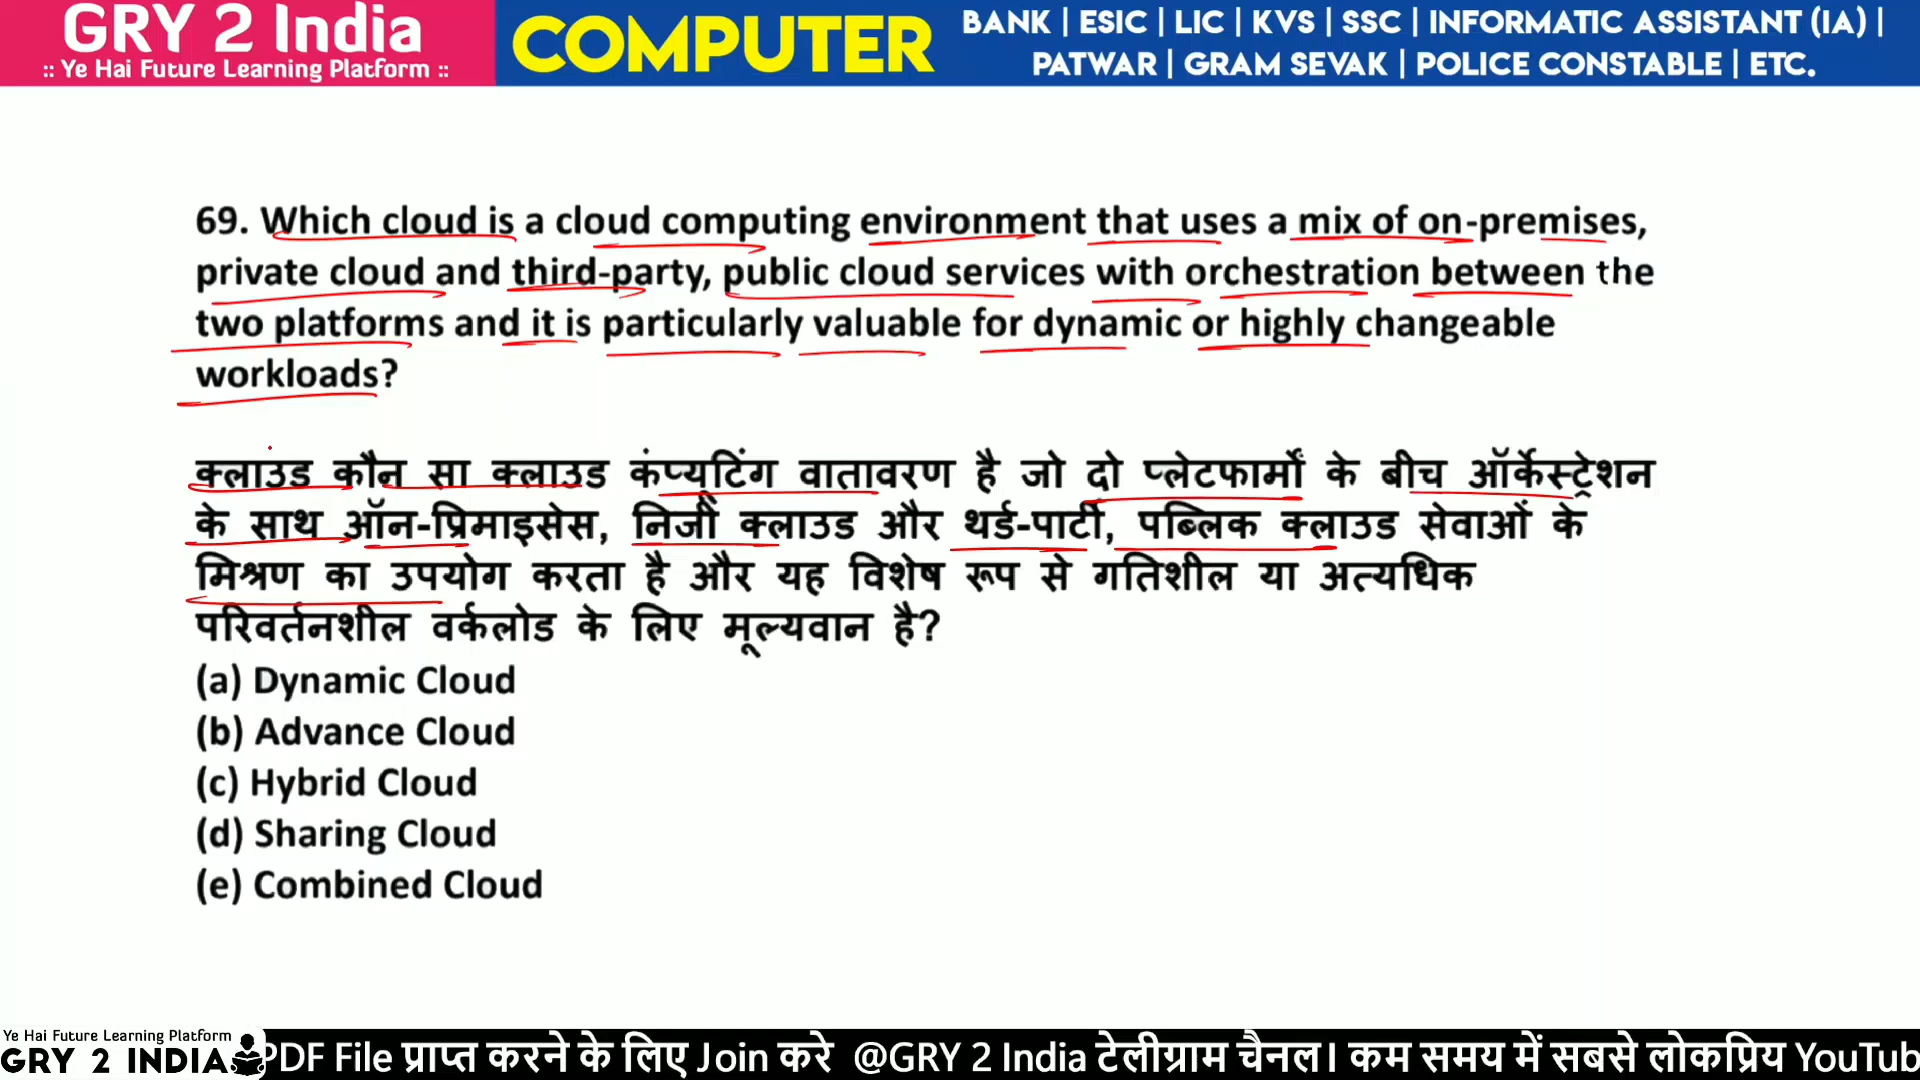 GRY 2 India
:: Ye Hai Future Learning Platform ::
COMPUTER
BANK | ESIC | LIC | KVS | SSC | INFORMATIC ASSISTANT (IA) |
PATWAR | GRAM SEVAK | POLICE CONSTABLE | ETC.
69. Which cloud is a cloud computing environment that uses a mix of on-premises,
private cloud and third-party, public cloud services with orchestration between the
two platforms and it is particularly valuable for dynamic or highly changeable
workloads?
क्लाउड कौन सा क्लाउड कंप्यूटिंग वातावरण है जो दो प्लेटफार्मों के बीच ऑर्केस्ट्रेशन
के साथ ऑन-प्रिमाइसेस, निजी क्लाउड और थर्ड-पार्टी, पब्लिक क्लाउड सेवाओं के
मिश्रण का उपयोग करता है और यह विशेष रूप से गतिशील या अत्यधिक
परिवर्तनशील वर्कलोड के लिए मूल्यवान है?
(a) Dynamic Cloud
(b) Advance Cloud
(c) Hybrid Cloud
(d) Sharing Cloud
(e) Combined Cloud
Ye Hai Future Learning Platform
GRY 2 INDIA
PDF File प्राप्त करने के लिए Join करे @GRY 2 India टेलीग्राम चैनल। कम समय में सबसे लोकप्रिय YouTub